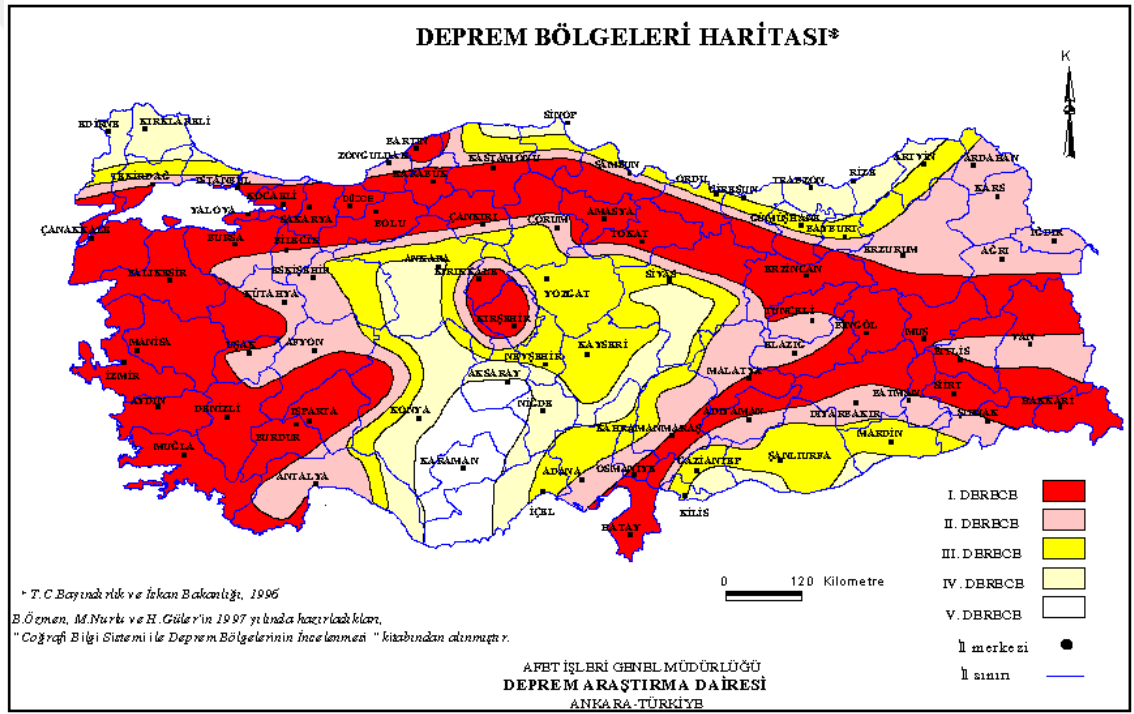 DEPREM BÖLGELERİ HARİTASI*
K
SİNOP
EDİRNE
KIRKLARELİ
BARTIN
ZONGULDAK
KASTAMONU
SAMSUN
ARTVİN
ARDAHAN
TEKİRDAĞ
İSTANBUL
KARABÜK
ORDU
GİRESUN
TRABZON
RİZE
KARS
KOCAELİ
YALOVA
SAKARYA
DÜZCE
BOLU
ÇANKIRI
ÇORUM
AMASYA
TOKAT
GÜMÜŞHANE
BAYBURT
ÇANAKKALE
BURSA
BİLECİK
ERZURUM
IĞDIR
AĞRI
BALIKESİR
ESKİŞEHİR
ANKARA
KIRIKKALE
SİVAS
ERZİNCAN
KÜTAHYA
YOZGAT
KIRŞEHİR
TUNCELİ
BİNGÖL
MUŞ
VAN
MANİSA
UŞAK
AFYON
NEVŞEHİR
KAYSERİ
ELAZIĞ
BİTLİS
İZMİR
AKSARAY
MALATYA
SİİRT
AYDIN
DENİZLİ
ISPARTA
KONYA
NİĞDE
ADIYAMAN
DİYARBAKIR
BATMAN
ŞIRNAK
HAKKARİ
BURDUR
KAHRAMANMARAŞ
MARDİN
MUĞLA
ANTALYA
KARAMAN
ADANA
OSMANİYE
GAZİANTEP
ŞANLIURFA
İÇEL
KİLİS
HATAY
I. DERECE
II. DERECE
III. DERECE
IV. DERECE
V. DERECE
İl merkezi
İl sınırı
0 120 Kilometre
* T.C Bayındırlık ve İskan Bakanlığı, 1996
B.Özmen, M.Nurlu ve H.Güler'in 1997 yılında hazırladıkları,
" Coğrafi Bilgi Sistemi ile Deprem Bölgelerinin İncelenmesi " kitabından alınmıştır.
AFET İŞLERİ GENEL MÜDÜRLÜĞÜ
DEPREM ARAŞTIRMA DAİRESİ
ANKARA-TÜRKİYE